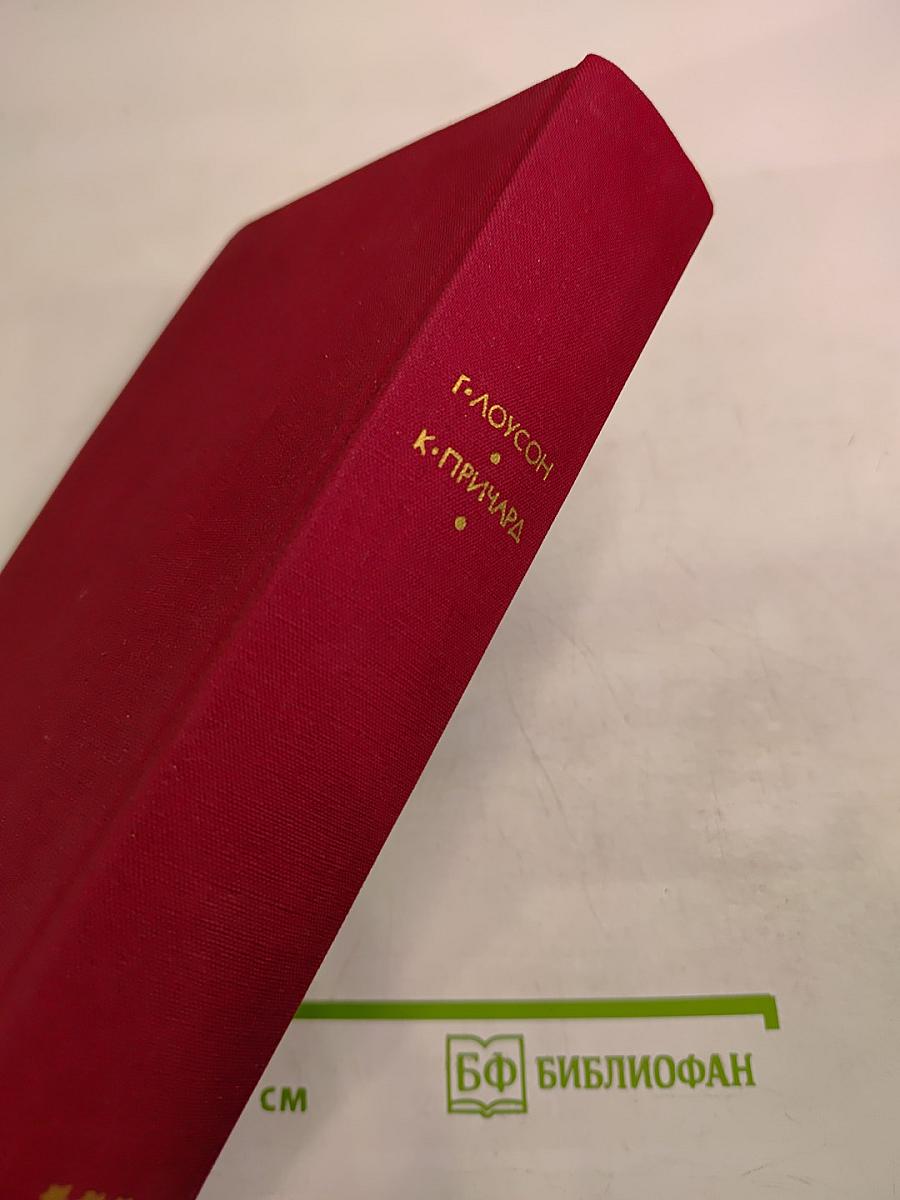 Г•ЛОУСОН
•
К•ПРИЧАРД
•
СМ
БФ БИБЛИОФАН